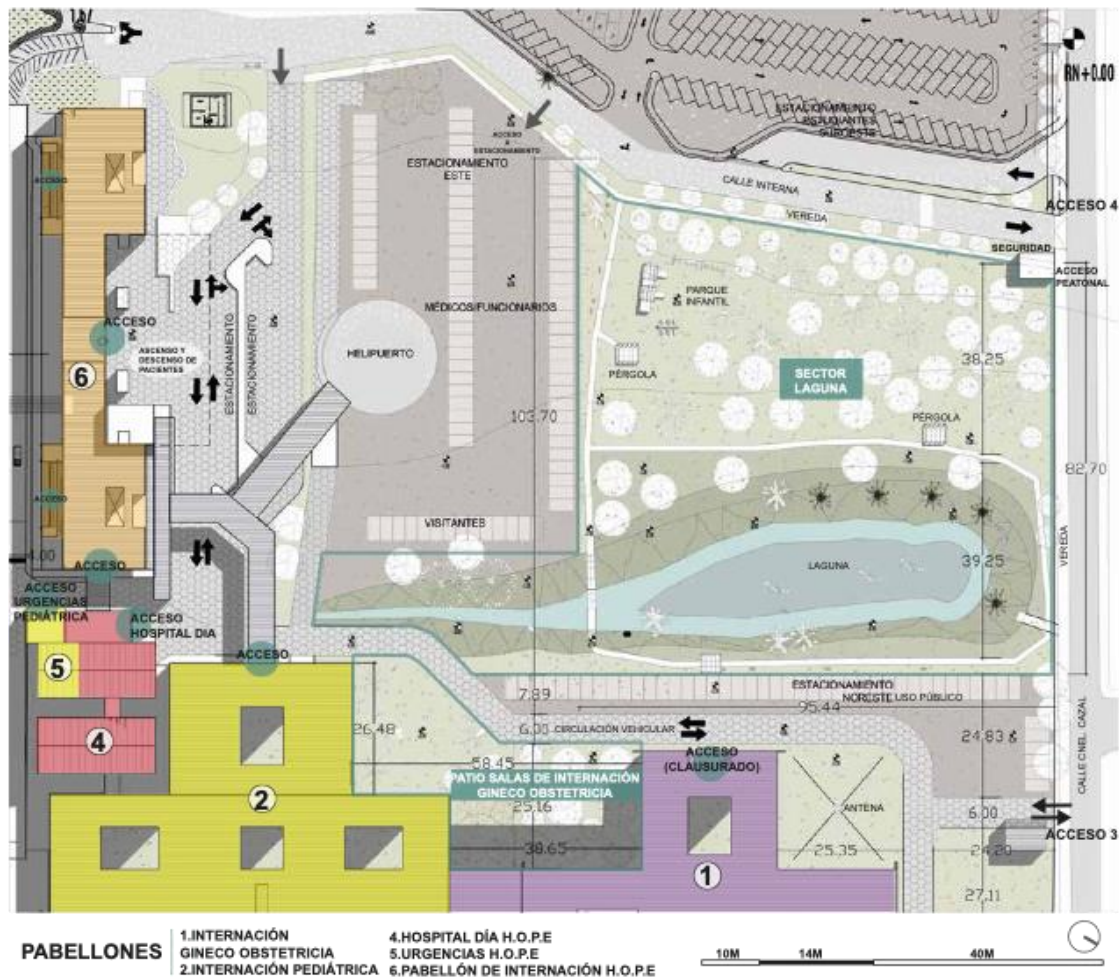 RN+0.00
ESTACIONAMIENTO
ESTUDIANTES
SUROESTE
ACCESO
A
ESTACIONAMIENTO
ESTACIONAMIENTO
ESTE
CALLE INTERNA
ACCESO 4
VEREDA
SEGURIDAD
ACCESO
PEATONAL
ACCESO
PARQUE
INFANTIL
MÉDICOS/FUNCIONARIOS
ACCESO
ASCENSO Y
DESCENSO DE
PACIENTES
ESTACIONAMIENTO
ESTACIONAMIENTO
HELIPUERTO
PÉRGOLA
SECTOR
LAGUNA
38.25
6
103.70
PÉRGOLA
82.70
ACCESO
VISITANTES
VEREDA
4.00
ACCESO
LAGUNA
39.25
ACCESO
URGENCIAS
PEDIÁTRICA
ACCESO
HOSPITAL DIA
ACCESO
5
ESTACIONAMIENTO
NORESTE USO PÚBLICO
7.89
95.44
CALLE CNEL. CAZAL
26.48
6.00
CIRCULACIÓN VEHICULAR
24.83
4
58.45
ACCESO
(CLAUSURADO)
PATIO SALAS DE INTERNACIÓN
GINECO OBSTETRICIA
2
25.16
ANTENA
6.00
ACCESO 3
38.65
25.35
24.20
1
27.11
PABELLONES
1.INTERNACIÓN
GINECO OBSTETRICIA
2.INTERNACIÓN PEDIÁTRICA
4.HOSPITAL DÍA H.O.P.E
5.URGENCIAS H.O.P.E
6.PABELLÓN DE INTERNACIÓN H.O.P.E
10M 14M 40M